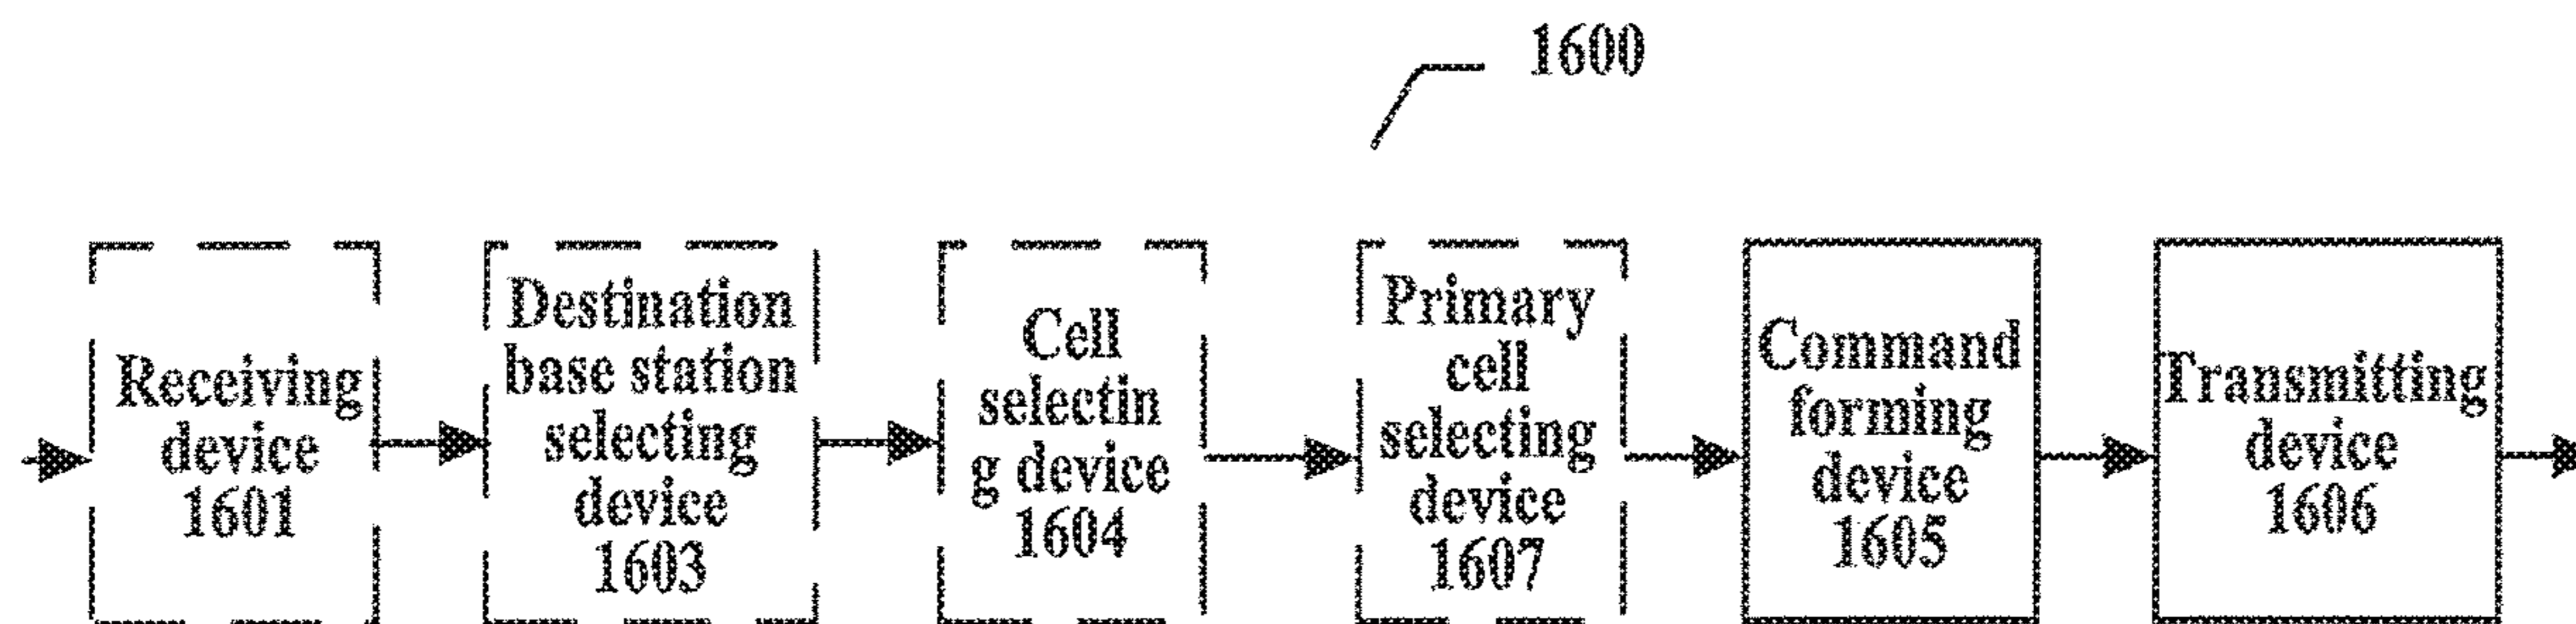 1600
Receiving
device
1601
Destination
base station
selecting
device
1603
Cell
selectin
g device
1604
Primary
cell
selecting
device
1607
Command
forming
device
1605
Transmitting
device
1606